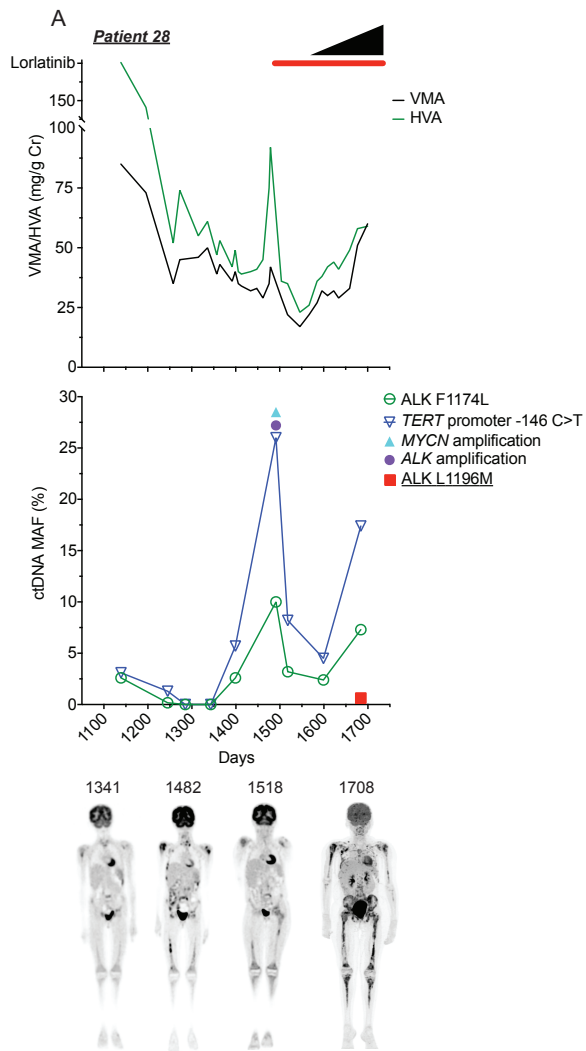 A
Patient 28
Lorlatinib
150
100
75
50
25
0
VMA/HVA (mg/g Cr)
VMA
HVA
30
25
20
15
10
5
0
ctDNA MAF (%)
ALK F1174L
TERT promoter -146 C>T
MYCN amplification
ALK amplification
ALK L1196M
1100 1200 1300 1400 1500 1600 1700
Days
1341 1482 1518 1708